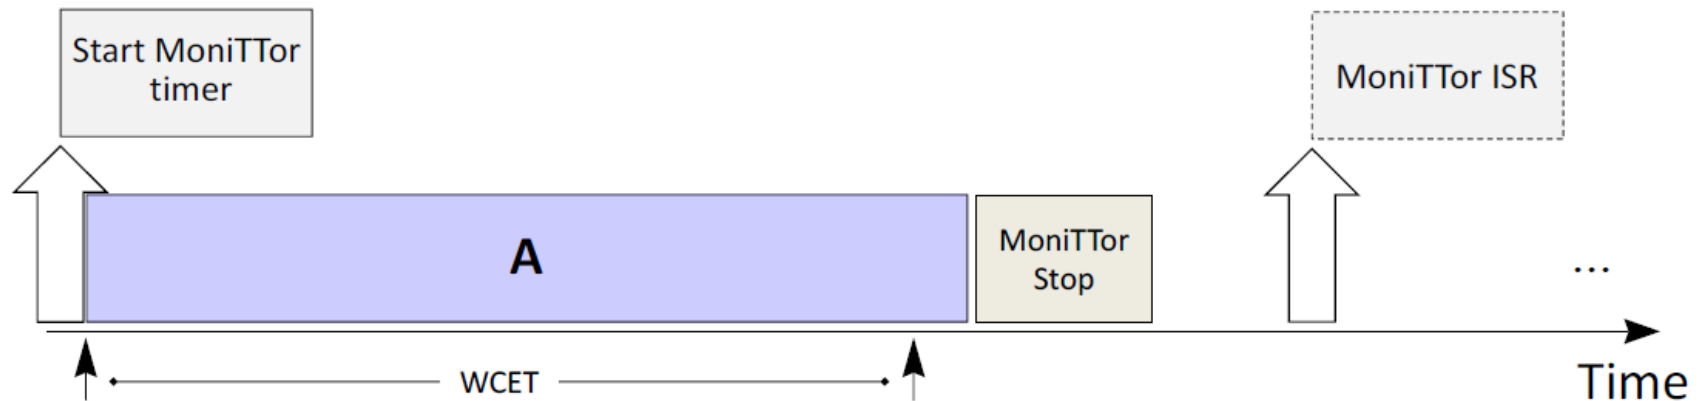 Start MoniTTor
timer
MoniTTor ISR
A
MoniTTor
Stop
...
WCET
Time